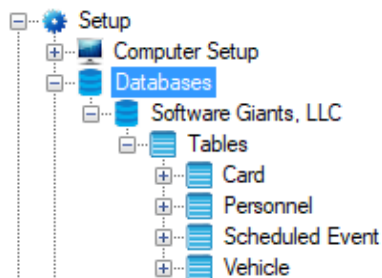 Setup
Computer Setup
Databases
Software Giants, LLC
Tables
Card
Personnel
Scheduled Event
Vehicle